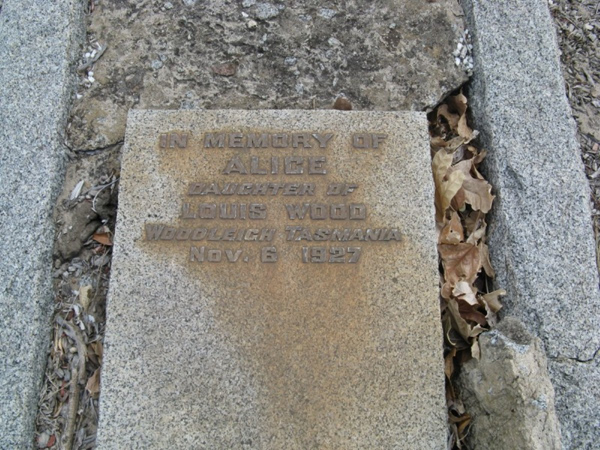 IN MEMORY OF
ALICE
DAUGHTER OF
LOUIS WOOD
WOODLEIGH TASMANIA
NOV. 6 1927